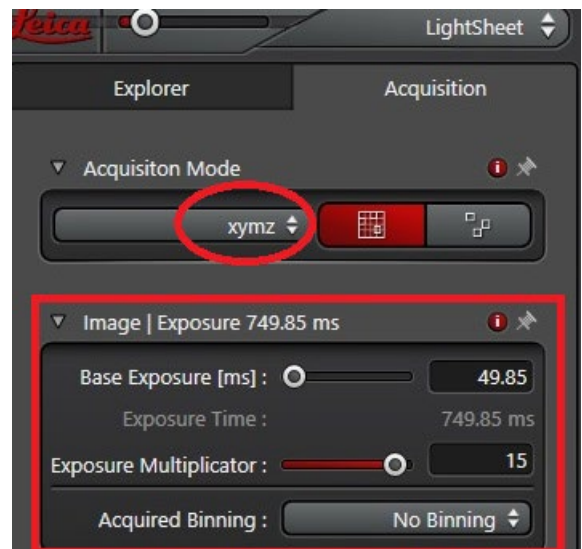 Leica LightSheet
Explorer Acquisition
Acquisiton Mode
xymz
Image | Exposure 749.85 ms
Base Exposure [ms] : 49.85
Exposure Time : 749.85 ms
Exposure Multiplicator : 15
Acquired Binning : No Binning